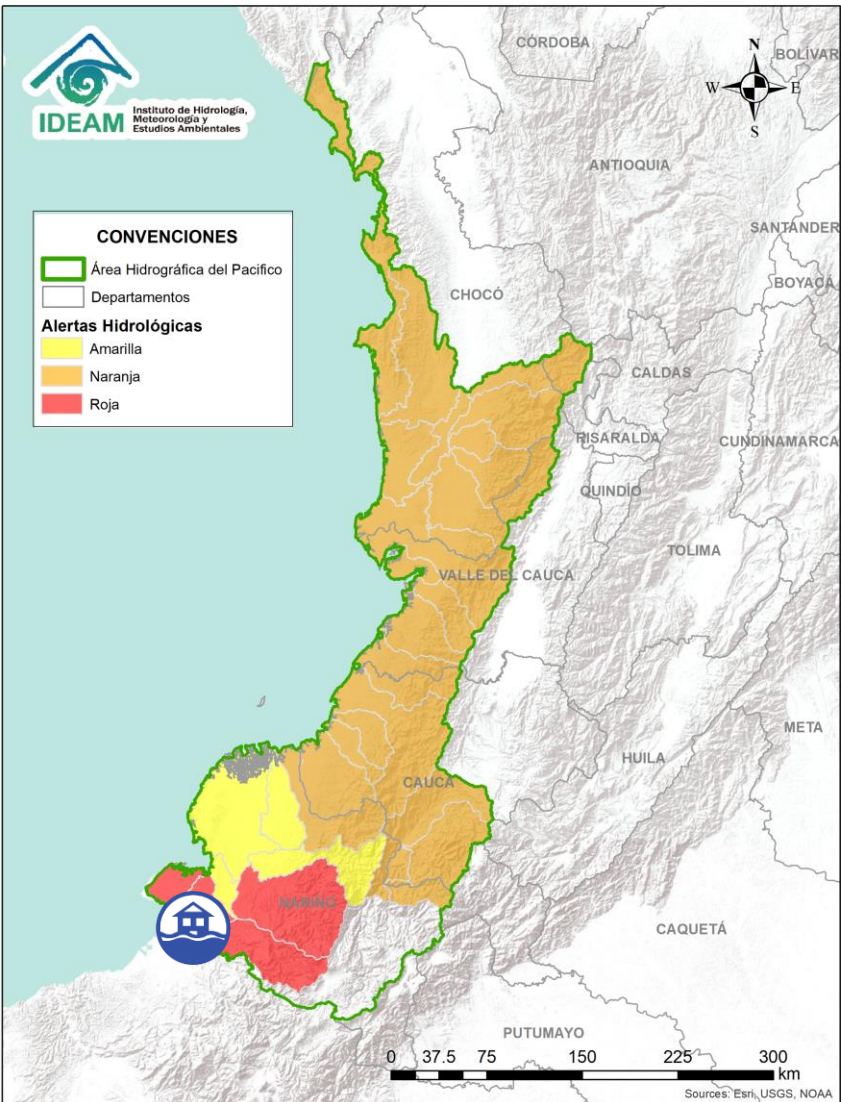 IDEAM
Instituto de Hidrología,
Meteorología y
Estudios Ambientales
N
W
E
S
CÓRDOBA
BOLÍVAR
ANTIOQUIA
SANTANDER
BOYACÁ
CHOCÓ
CALDAS
RISARALDA
CUNDINAMARCA
QUINDÍO
TOLIMA
VALLE DEL CAUCA
META
HUILA
CAUCA
NARIÑO
CAQUETÁ
PUTUMAYO
CONVENCIONES
Área Hidrográfica del Pacifico
Departamentos
Alertas Hidrológicas
Amarilla
Naranja
Roja
0 37.5 75 150 225 300
km
Sources: Esri, USGS, NOAA